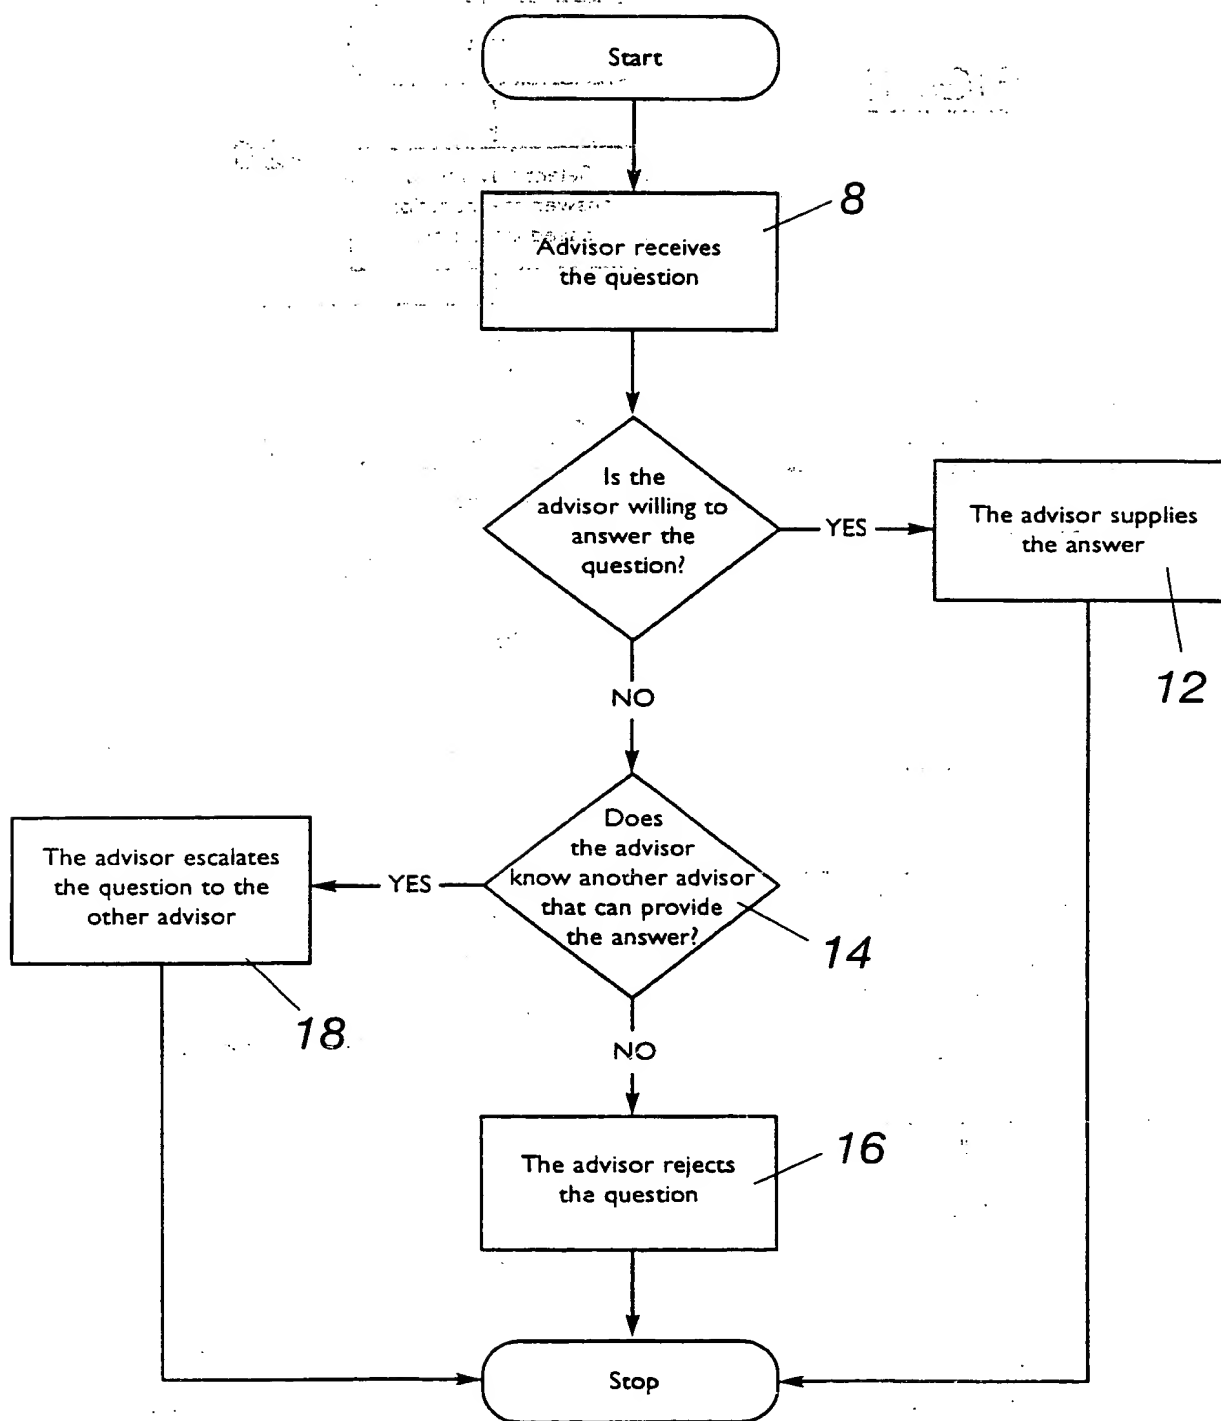 Start
8
Advisor receives
the question
Is the
advisor willing to
answer the
question?
YES
The advisor supplies
the answer
12
NO
Does
the advisor
know another advisor
that can provide
the answer?
14
YES
The advisor escalates
the question to the
other advisor
18
NO
The advisor rejects
the question
16
Stop